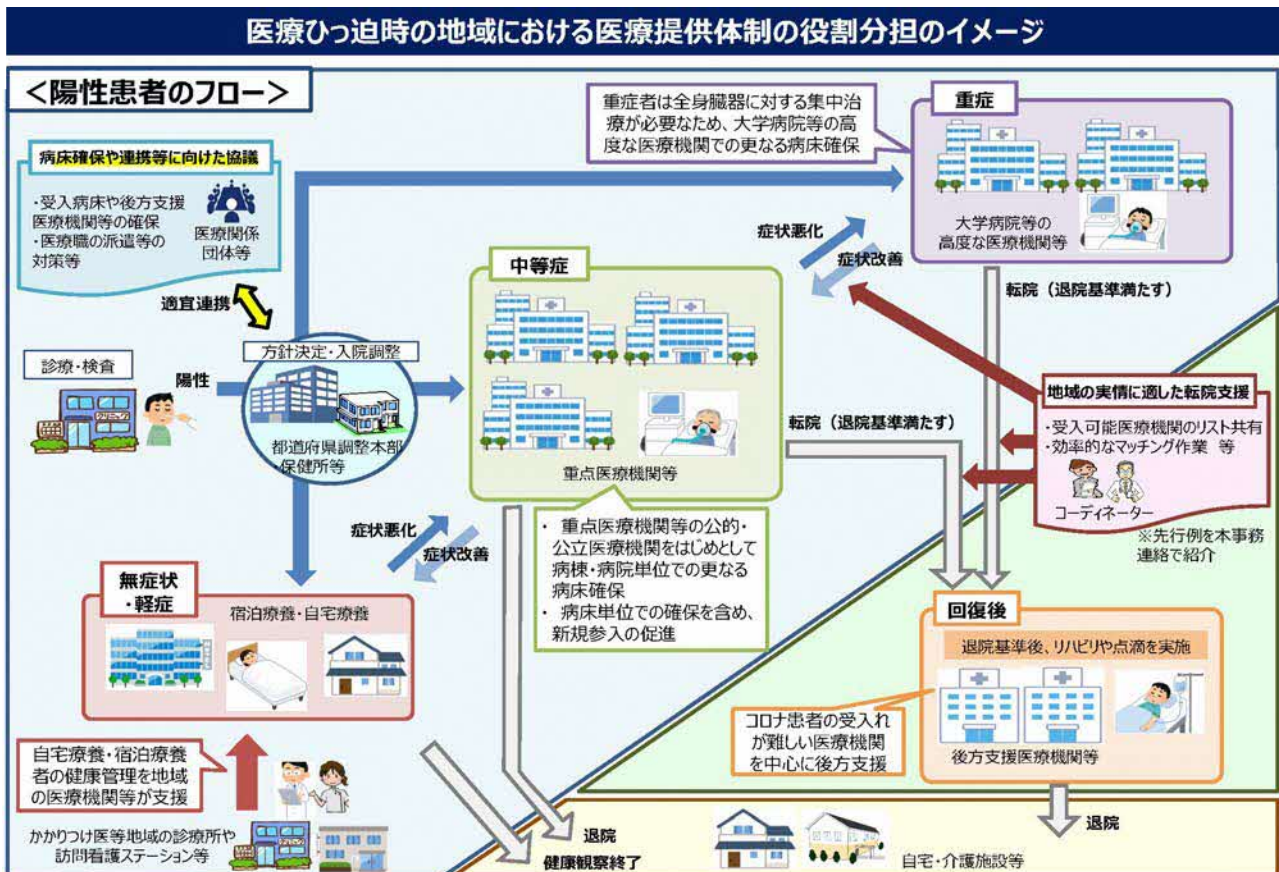 医療ひっ迫時の地域における医療提供体制の役割分担のイメージ
＜陽性患者のフロー＞
病床確保や連携等に向けた協議
・受入病床や後方支援
医療機関等の確保
・医療職の派遣等の
対策等
医療関係
団体等
適宜連携
診療・検査
陽性
方針決定・入院調整
都道府県調整本部
・保健所等
重症者は全身臓器に対する集中治
療が必要なため、大学病院等の高
度な医療機関での更なる病床確保
重症
大学病院等の
高度な医療機関等
症状悪化
症状改善
中等症
重点医療機関等
・ 重点医療機関等の公的・
公立医療機関をはじめとして
病棟・病院単位での更なる
病床確保
・ 病床単位での確保を含め、
新規参入の促進
転院（退院基準満たす）
転院（退院基準満たす）
地域の実情に適した転院支援
・受入可能医療機関のリスト共有
・効率的なマッチング作業 等
コーディネーター
※先行例を本事務
連絡で紹介
症状悪化
症状改善
無症状
・軽症
宿泊療養・自宅療養
自宅療養・宿泊療養
者の健康管理を地域
の医療機関等が支援
かかりつけ医等地域の診療所や
訪問看護ステーション等
回復後
退院基準後、リハビリや点滴を実施
後方支援医療機関等
コロナ患者の受入れ
が難しい医療機関
を中心に後方支援
退院
健康観察終了
退院
自宅・介護施設等